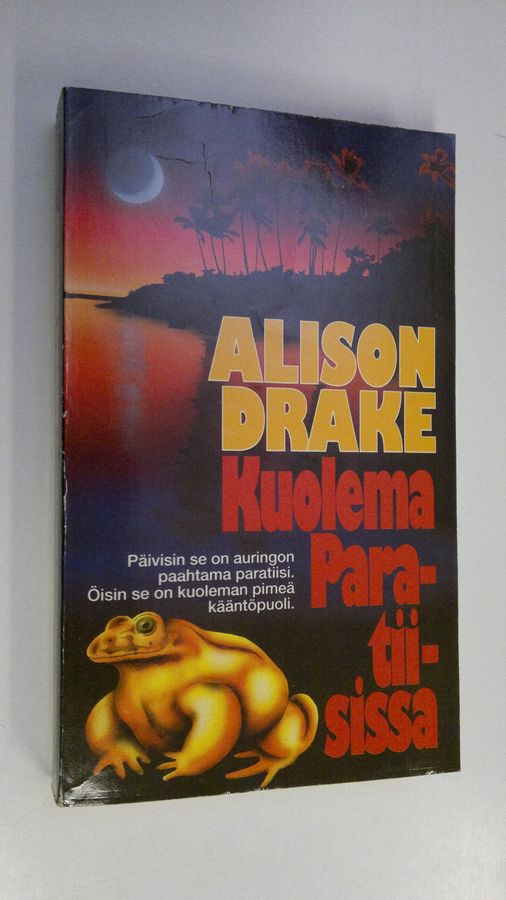 ALISON
DRAKE
Kuolema
Para-
tii-
sissa
Päivisin se on auringon
paahtama paratiisi.
Öisin se on kuoleman pimeä
kääntöpuoli.